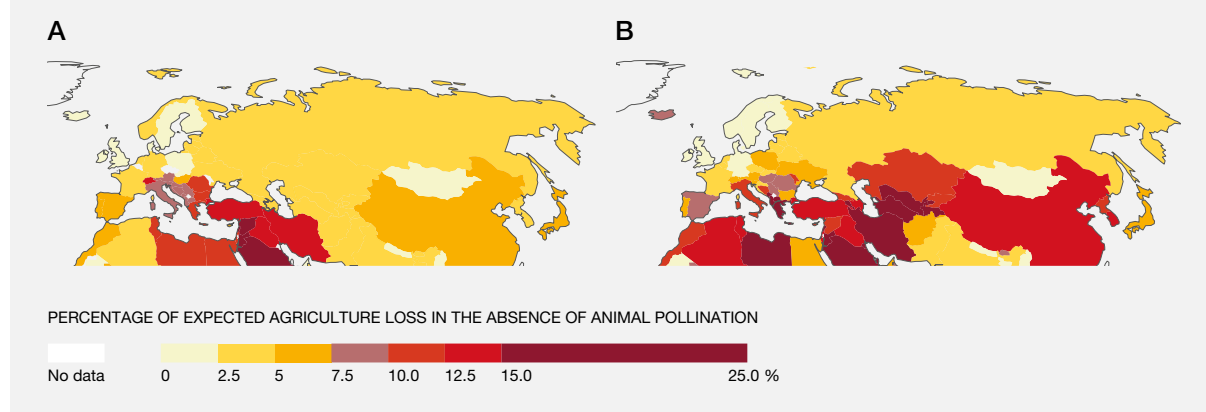 A
B
PERCENTAGE OF EXPECTED AGRICULTURE LOSS IN THE ABSENCE OF ANIMAL POLLINATION
No data 0 2.5 5 7.5 10.0 12.5 15.0 25.0 %